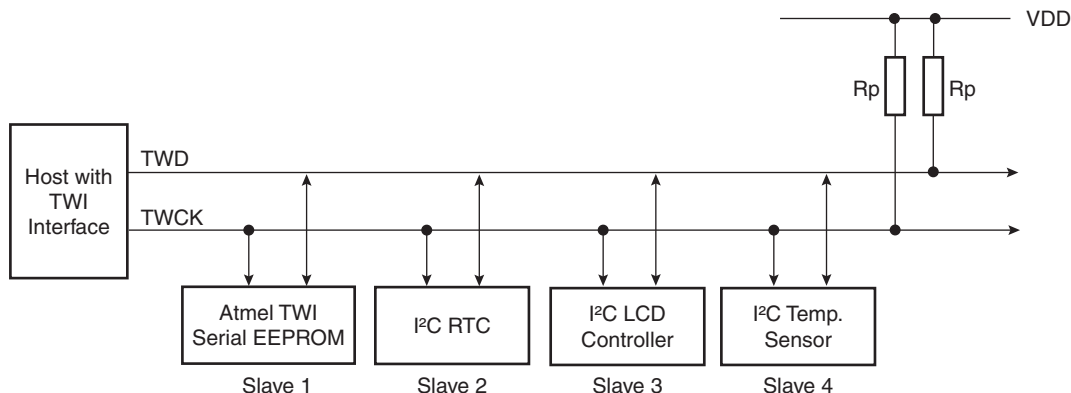 VDD
Rp
Rp
Host with
TWI
Interface
TWD
TWCK
Atmel TWI
Serial EEPROM
Slave 1
I²C RTC
Slave 2
I²C LCD
Controller
Slave 3
I²C Temp.
Sensor
Slave 4